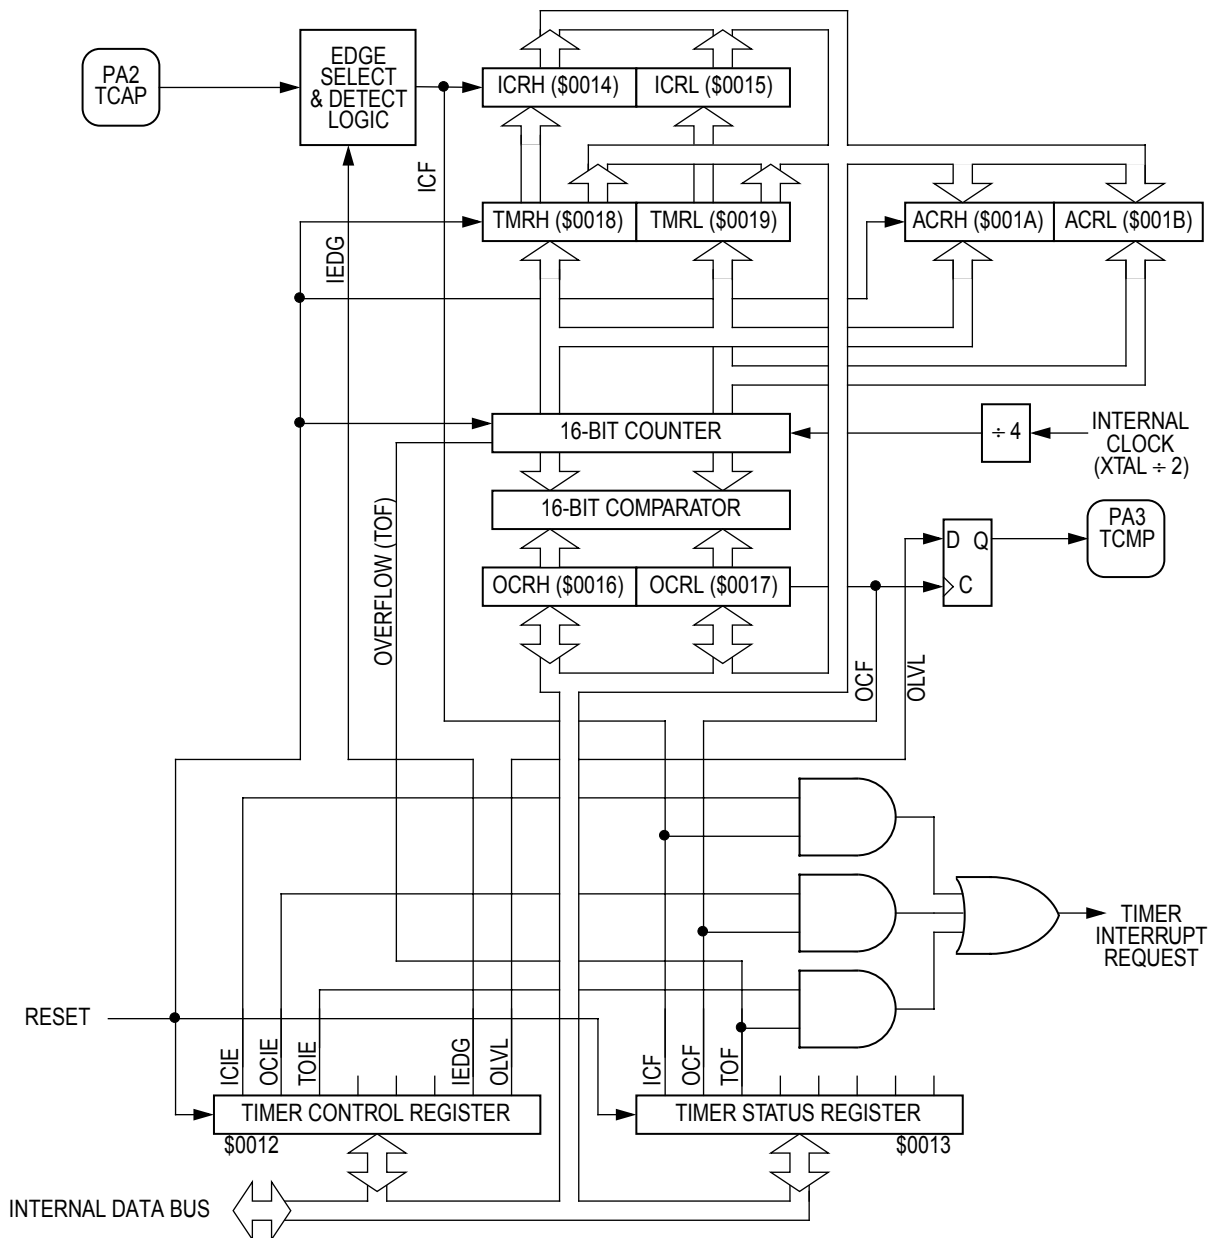 PA2
TCAP
EDGE
SELECT
& DETECT
LOGIC
ICRH ($0014)
ICRL ($0015)
ICF
IEDG
TMRH ($0018)
TMRL ($0019)
ACRH ($001A)
ACRL ($001B)
16-BIT COUNTER
÷ 4
INTERNAL
CLOCK
(XTAL ÷ 2)
OVERFLOW (TOF)
16-BIT COMPARATOR
D Q
C
PA3
TCMP
OCRH ($0016)
OCRL ($0017)
OCF
OLVL
TIMER
INTERRUPT
REQUEST
RESET
ICIE
OCIE
TOIE
IEDG
OLVL
ICF
OCF
TOF
TIMER CONTROL REGISTER
$0012
TIMER STATUS REGISTER
$0013
INTERNAL DATA BUS